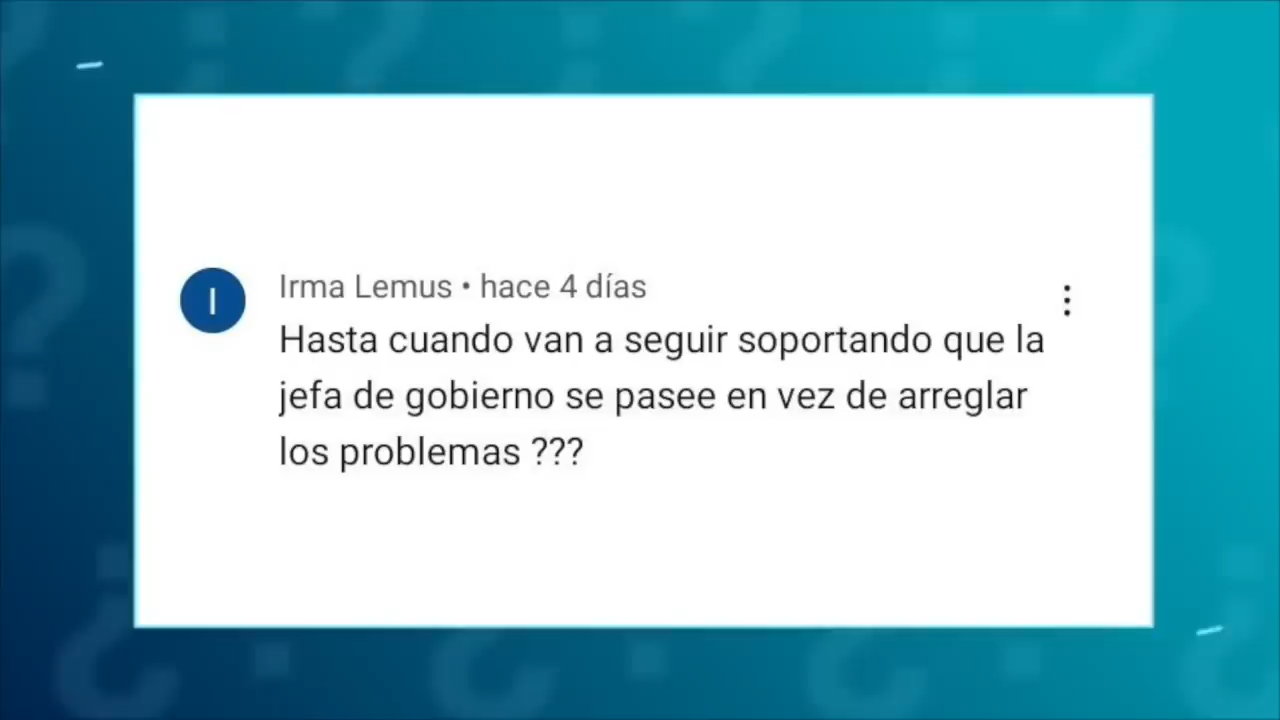 I
Irma Lemus • hace 4 días
Hasta cuando van a seguir soportando que la
jefa de gobierno se pasee en vez de arreglar
los problemas ???